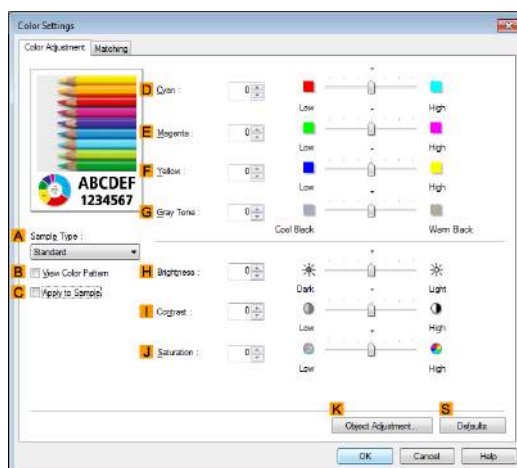 Color Settings
Color Adjustment Matching
D Cyan : 0
Low High
E Magenta : 0
Low High
F Yellow : 0
Low High
ABCDEF
1234567
G Gray Tone : 0
Cool Black Warm Black
A Sample Type :
Standard
B View Color Pattern
H Brightness : 0
Dark Light
C Apply to Sample
I Contrast : 0
Low High
J Saturation : 0
Low High
K S
Object Adjustment... Defaults
OK Cancel Help